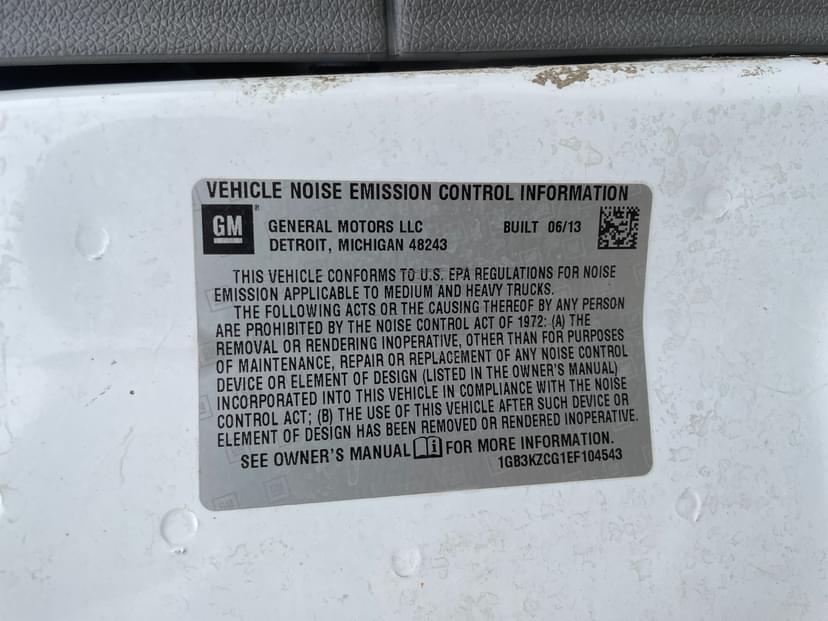 VEHICLE NOISE EMISSION CONTROL INFORMATION
GM ® GENERAL MOTORS LLC BUILT 06/13
DETROIT, MICHIGAN 48243
THIS VEHICLE CONFORMS TO U.S. EPA REGULATIONS FOR NOISE
EMISSION APPLICABLE TO MEDIUM AND HEAVY TRUCKS.
THE FOLLOWING ACTS OR THE CAUSING THEREOF BY ANY PERSON
ARE PROHIBITED BY THE NOISE CONTROL ACT OF 1972: (A) THE
REMOVAL OR RENDERING INOPERATIVE, OTHER THAN FOR PURPOSES
OF MAINTENANCE, REPAIR OR REPLACEMENT OF ANY NOISE CONTROL
DEVICE OR ELEMENT OF DESIGN (LISTED IN THE OWNER'S MANUAL)
INCORPORATED INTO THIS VEHICLE IN COMPLIANCE WITH THE NOISE
CONTROL ACT; (B) THE USE OF THIS VEHICLE AFTER SUCH DEVICE OR
ELEMENT OF DESIGN HAS BEEN REMOVED OR RENDERED INOPERATIVE.
SEE OWNER'S MANUAL FOR MORE INFORMATION.
1GB3KZCG1EF104543